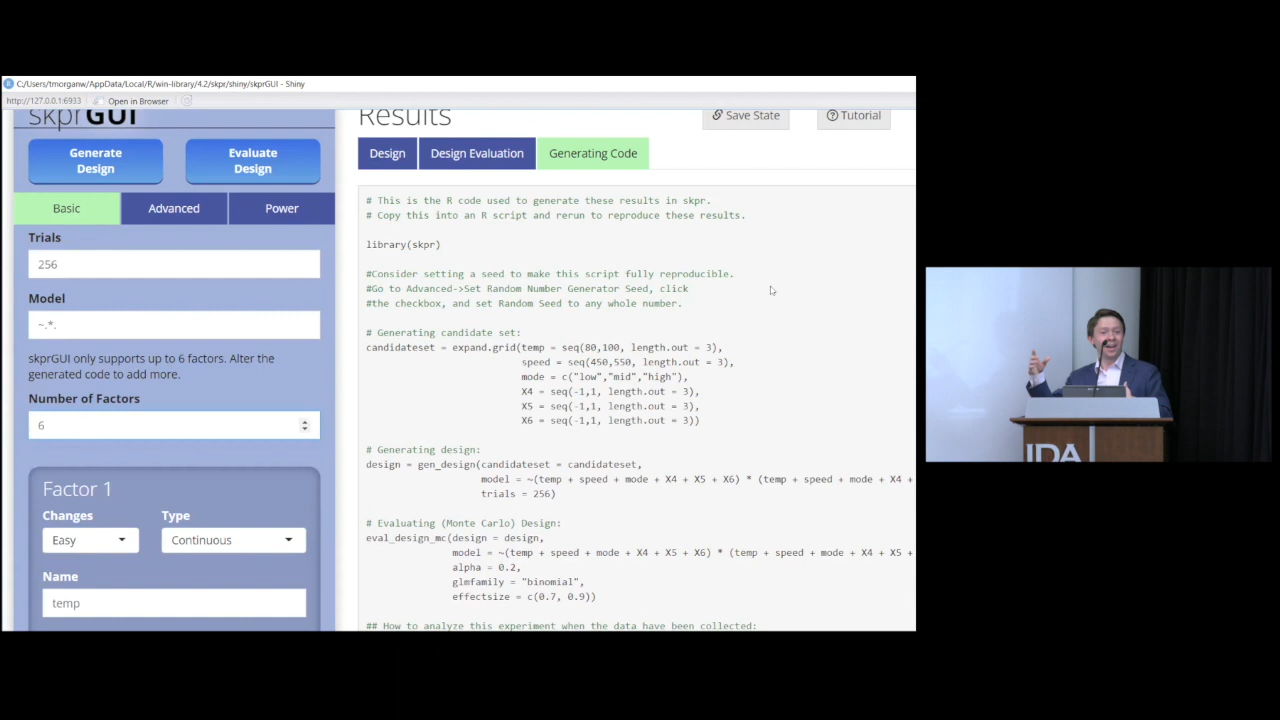 C:/Users/tmorganw/AppData/Local/R/win-library/4.2/skpr/shiny/skprGUI - Shiny
http://127.0.0.1:6933
Open in Browser
skprGUI
Generate Design
Evaluate Design
Basic
Advanced
Power
Trials
256
Model
~.*.
skprGUI only supports up to 6 factors. Alter the
generated code to add more.
Number of Factors
6
Factor 1
Changes
Type
Easy
Continuous
Name
temp
Results
Save State
Tutorial
Design
Design Evaluation
Generating Code
# This is the R code used to generate these results in skpr.
# Copy this into an R script and rerun to reproduce these results.
library(skpr)
#Consider setting a seed to make this script fully reproducible.
#Go to Advanced->Set Random Number Generator Seed, click
#the checkbox, and set Random Seed to any whole number.
# Generating candidate set:
candidateset = expand.grid(temp = seq(80,100, length.out = 3),
speed = seq(450,550, length.out = 3),
mode = c("low","mid","high"),
X4 = seq(-1,1, length.out = 3),
X5 = seq(-1,1, length.out = 3),
X6 = seq(-1,1, length.out = 3))
# Generating design:
design = gen_design(candidateset = candidateset,
model = ~(temp + speed + mode + X4 + X5 + X6) * (temp + speed + mode + X4 +
trials = 256)
# Evaluating (Monte Carlo) Design:
eval_design_mc(design = design,
model = ~(temp + speed + mode + X4 + X5 + X6) * (temp + speed + mode + X4 + X5 +
alpha = 0.2,
glmfamily = "binomial",
effectsize = c(0.7, 0.9))
## How to analyze this experiment when the data have been collected:
IDA